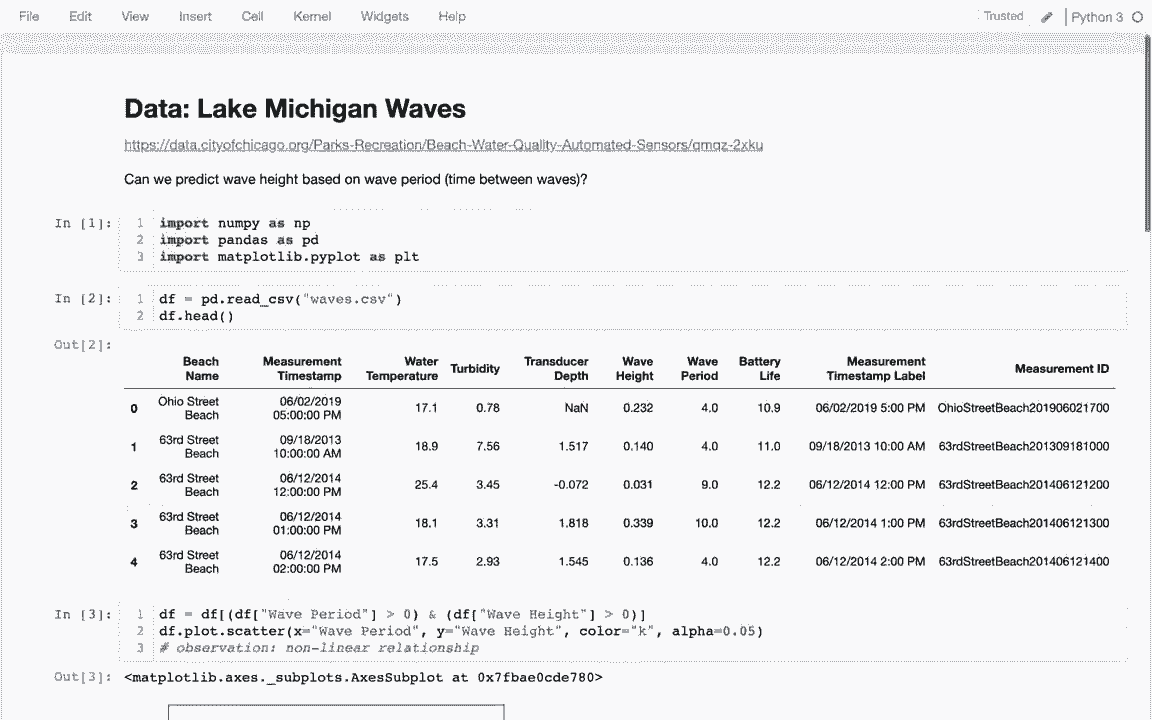 File Edit View Insert Cell Kernel Widgets Help Trusted Python 3
Data: Lake Michigan Waves
https://data.cityofchicago.org/Parks-Recreation/Beach-Water-Quality-Automated-Sensors/qmqz-2xku
Can we predict wave height based on wave period (time between waves)?
In [1]: 1 import numpy as np
2 import pandas as pd
3 import matplotlib.pyplot as plt
In [2]: 1 df = pd.read_csv("waves.csv")
2 df.head()
Out[2]:
Beach Name Measurement Timestamp Water Temperature Turbidity Transducer Depth Wave Height Wave Period Battery Life Measurement Timestamp Label Measurement ID
0 Ohio Street Beach 06/02/2019 05:00:00 PM 17.1 0.78 NaN 0.232 4.0 10.9 06/02/2019 5:00 PM OhioStreetBeach201906021700
1 63rd Street Beach 09/18/2013 10:00:00 AM 18.9 7.56 1.517 0.140 4.0 11.0 09/18/2013 10:00 AM 63rdStreetBeach201309181000
2 63rd Street Beach 06/12/2014 12:00:00 PM 25.4 3.45 -0.072 0.031 9.0 12.2 06/12/2014 12:00 PM 63rdStreetBeach201406121200
3 63rd Street Beach 06/12/2014 01:00:00 PM 18.1 3.31 1.818 0.339 10.0 12.2 06/12/2014 1:00 PM 63rdStreetBeach201406121300
4 63rd Street Beach 06/12/2014 02:00:00 PM 17.5 2.93 1.545 0.136 4.0 12.2 06/12/2014 2:00 PM 63rdStreetBeach201406121400
In [3]: 1 df = df[(df["Wave Period"] > 0) & (df["Wave Height"] > 0)]
2 df.plot.scatter(x="Wave Period", y="Wave Height", color="k", alpha=0.05)
3 # observation: non-linear relationship
Out[3]: <matplotlib.axes._subplots.AxesSubplot at 0x7fbae0cde780>